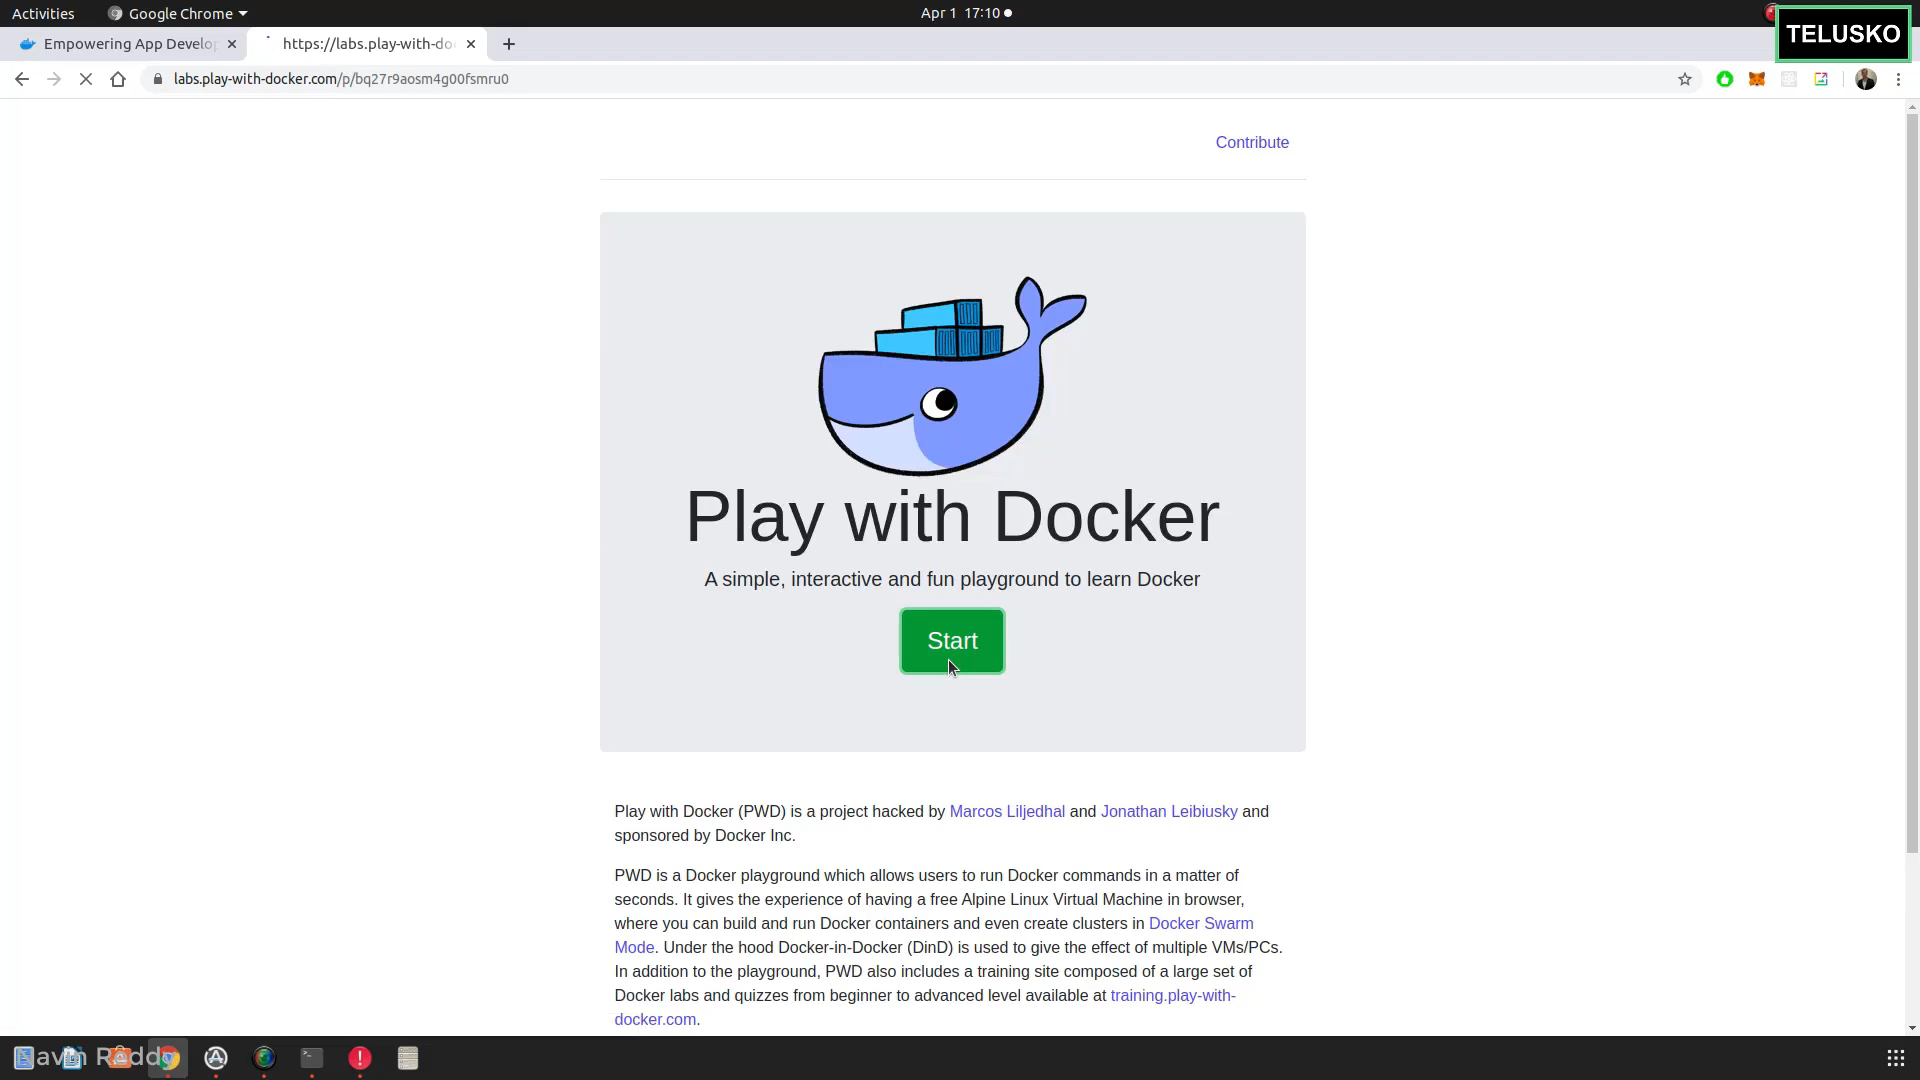 Activities
Google Chrome
Apr 1 17:10
TELUSKO
Empowering App Develop
https://labs.play-with-do
labs.play-with-docker.com/p/bq27r9aosm4g00fsmru0
Contribute
Play with Docker
A simple, interactive and fun playground to learn Docker
Start
Play with Docker (PWD) is a project hacked by Marcos Liljedhal and Jonathan Leibiusky and
sponsored by Docker Inc.
PWD is a Docker playground which allows users to run Docker commands in a matter of
seconds. It gives the experience of having a free Alpine Linux Virtual Machine in browser,
where you can build and run Docker containers and even create clusters in Docker Swarm
Mode. Under the hood Docker-in-Docker (DinD) is used to give the effect of multiple VMs/PCs.
In addition to the playground, PWD also includes a training site composed of a large set of
Docker labs and quizzes from beginner to advanced level available at training.play-with-
docker.com.
Navin Reddy